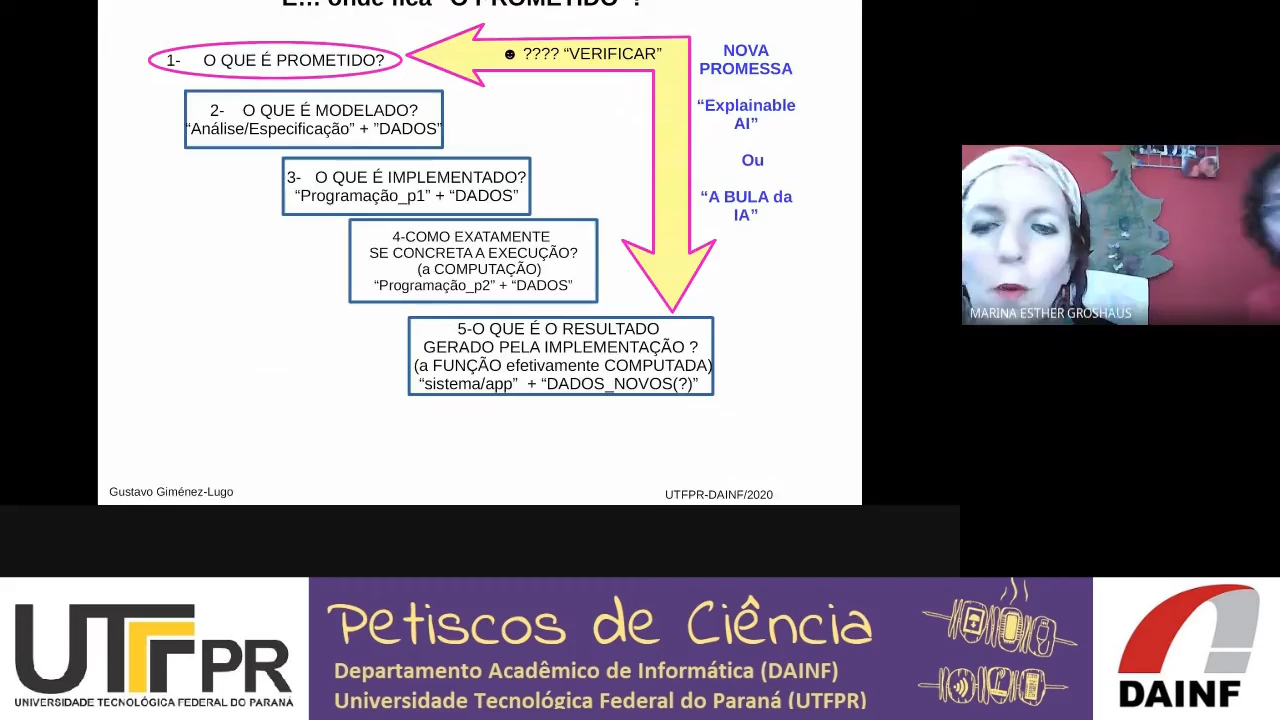 E... onde fica "O PROMETIDO"?
1- O QUE É PROMETIDO?
☻ ???? “VERIFICAR”
NOVA
PROMESSA
“Explainable
AI”
Ou
“A BULA da
IA”
2- O QUE É MODELADO?
“Análise/Especificação” + ”DADOS”
3- O QUE É IMPLEMENTADO?
“Programação_p1” + “DADOS”
4-COMO EXATAMENTE
SE CONCRETA A EXECUÇÃO?
(a COMPUTAÇÃO)
“Programação_p2” + “DADOS”
5-O QUE É O RESULTADO
GERADO PELA IMPLEMENTAÇÃO ?
(a FUNÇÃO efetivamente COMPUTADA)
“sistema/app” + “DADOS_NOVOS(?)”
Gustavo Giménez-Lugo
UTFPR-DAINF/2020
MARINA ESTHER GROSHAUS
UTFPR
UNIVERSIDADE TECNOLÓGICA FEDERAL DO PARANÁ
Petiscos de Ciência
Departamento Acadêmico de Informática (DAINF)
Universidade Tecnológica Federal do Paraná (UTFPR)
DAINF